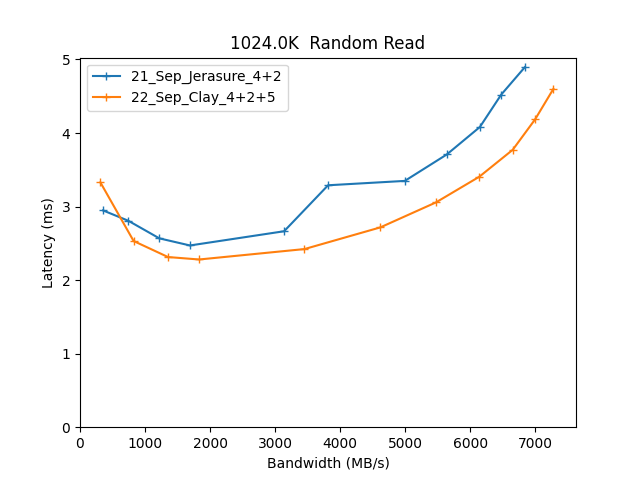 1024.0K  Random Read
21_Sep_Jerasure_4+2
22_Sep_Clay_4+2+5
Latency (ms)
5
4
3
2
1
0
0 1000 2000 3000 4000 5000 6000 7000
Bandwidth (MB/s)